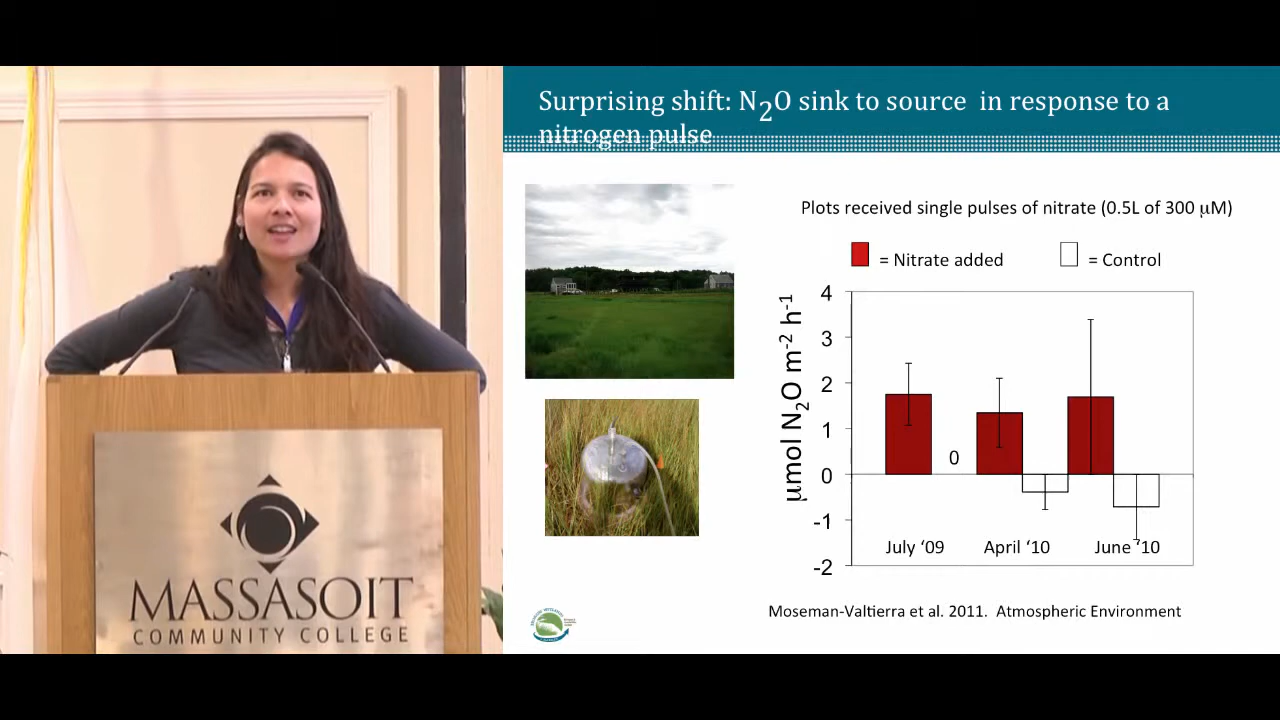 Surprising shift: N2O sink to source in response to a
nitrogen pulse
Plots received single pulses of nitrate (0.5L of 300 μM)
= Nitrate added
= Control
μmol N2O m-2 h-1
4
3
2
1
0
-1
-2
0
July ‘09
April ‘10
June ‘10
Moseman-Valtierra et al. 2011. Atmospheric Environment
MASSASOIT
COMMUNITY COLLEGE